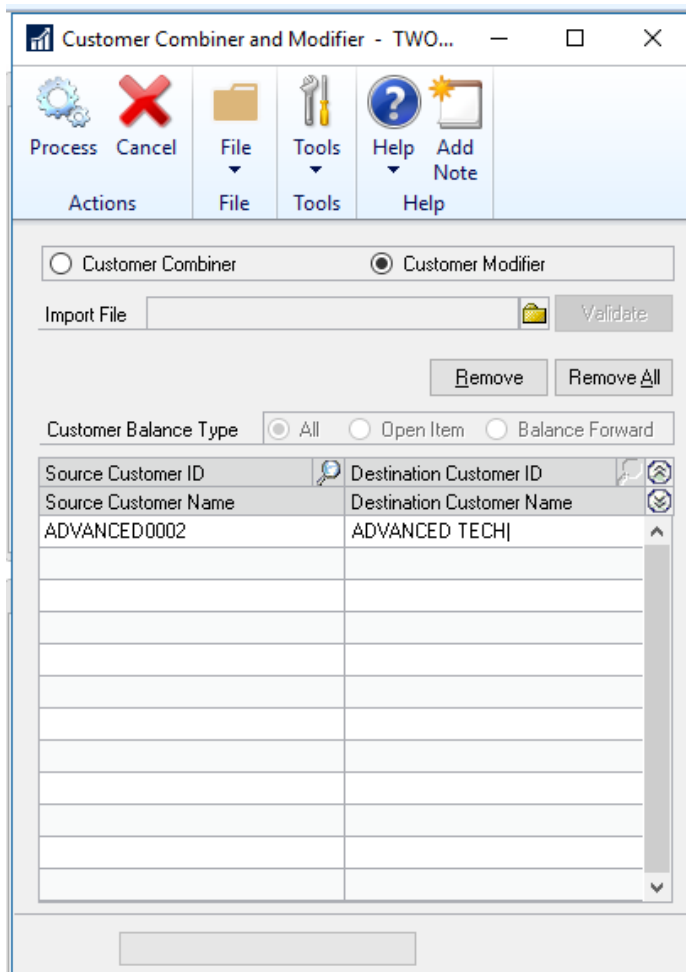 Customer Combiner and Modifier - TWO...
Process Cancel File Tools Help Add Note
Actions File Tools Help
Customer Combiner Customer Modifier
Import File Validate
Remove Remove All
Customer Balance Type All Open Item Balance Forward
Source Customer ID Destination Customer ID
Source Customer Name Destination Customer Name
ADVANCED0002 ADVANCED TECH